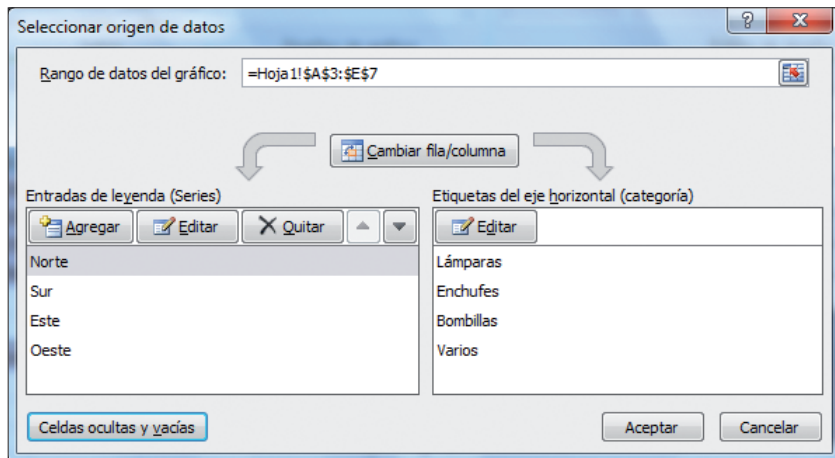 Seleccionar origen de datos
Rango de datos del gráfico: =Hoja1!$A$3:$E$7
Cambiar fila/columna
Entradas de leyenda (Series)
Agregar Editar Quitar
Norte
Sur
Este
Oeste
Etiquetas del eje horizontal (categoría)
Editar
Lámparas
Enchufes
Bombillas
Varios
Celdas ocultas y vacías
Aceptar Cancelar